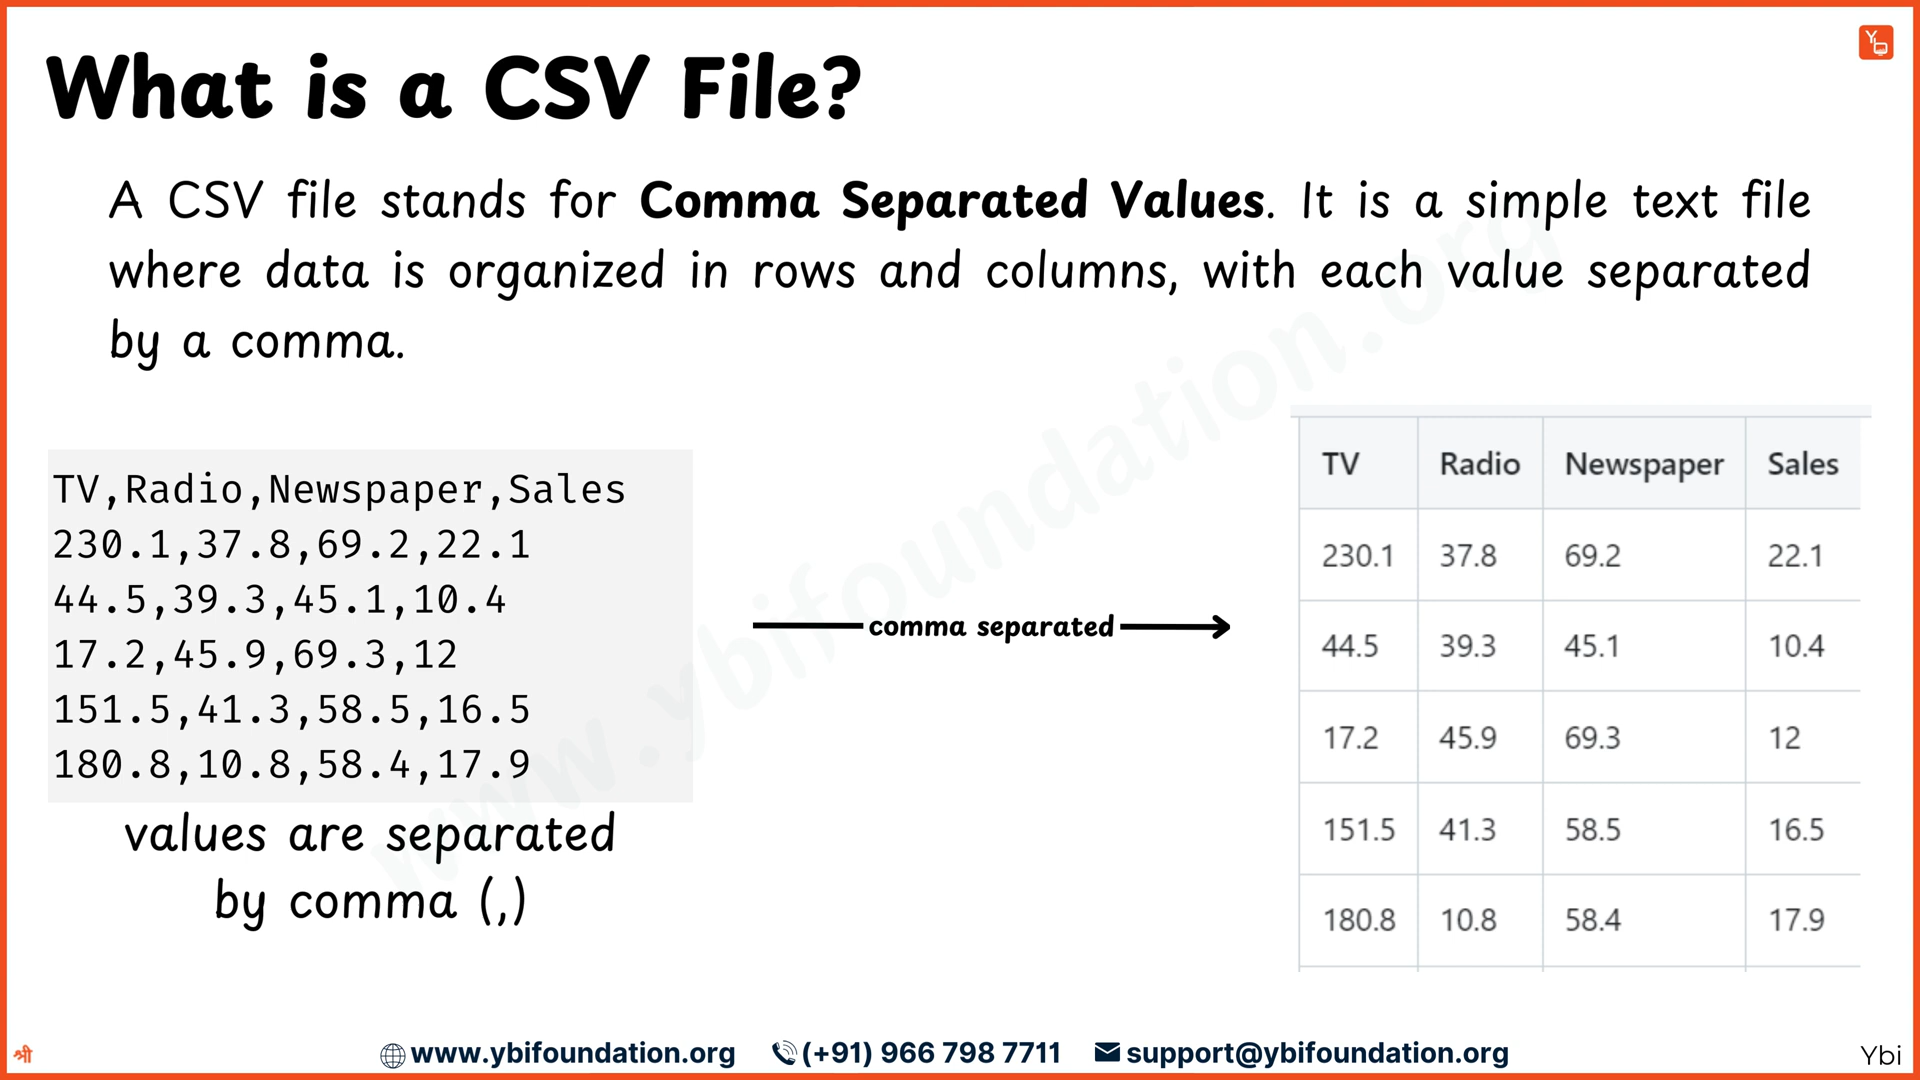 What is a CSV File?
A CSV file stands for Comma Separated Values. It is a simple text file
where data is organized in rows and columns, with each value separated
by a comma.
TV,Radio,Newspaper,Sales
230.1,37.8,69.2,22.1
44.5,39.3,45.1,10.4
17.2,45.9,69.3,12
151.5,41.3,58.5,16.5
180.8,10.8,58.4,17.9
values are separated
by comma (,)
comma separated
TV Radio Newspaper Sales
230.1 37.8 69.2 22.1
44.5 39.3 45.1 10.4
17.2 45.9 69.3 12
151.5 41.3 58.5 16.5
180.8 10.8 58.4 17.9
www.ybifoundation.org
श्री
www.ybifoundation.org (+91) 966 798 7711 support@ybifoundation.org
Ybi